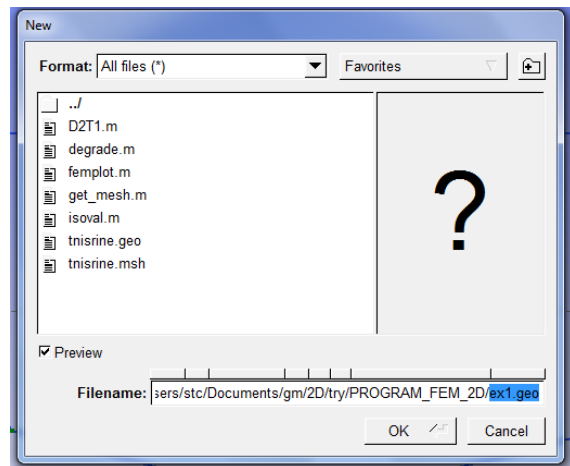 New
Format: All files (*) Favorites
../
D2T1.m
degrade.m
femplot.m
get_mesh.m
isoval.m
tnisrine.geo
tnisrine.msh
?
Preview
Filename: sers/stc/Documents/gm/2D/try/PROGRAM_FEM_2D/ex1.geo
OK Cancel